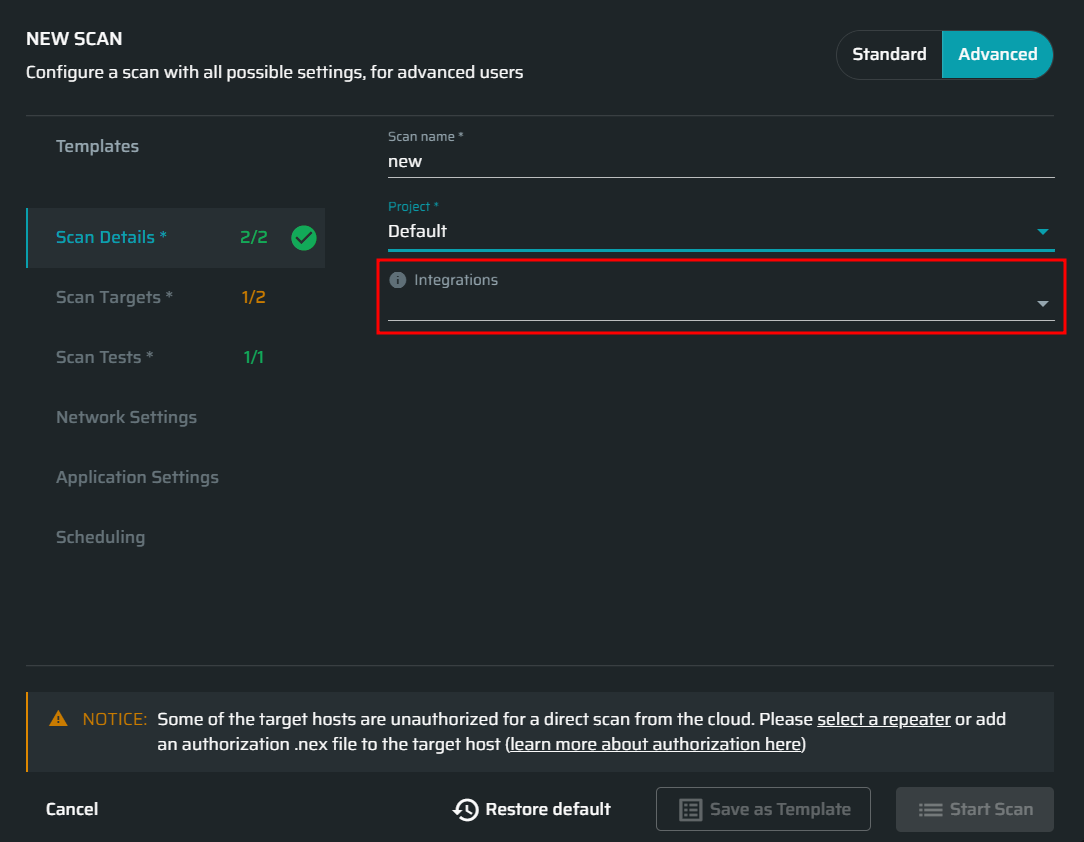 NEW SCAN
Configure a scan with all possible settings, for advanced users
Standard
Advanced
Templates
Scan Details * 2/2
Scan Targets * 1/2
Scan Tests * 1/1
Network Settings
Application Settings
Scheduling
Scan name *
new
Project *
Default
Integrations
NOTICE: Some of the target hosts are unauthorized for a direct scan from the cloud. Please select a repeater or add
an authorization .nex file to the target host (learn more about authorization here)
Cancel
Restore default
Save as Template
Start Scan